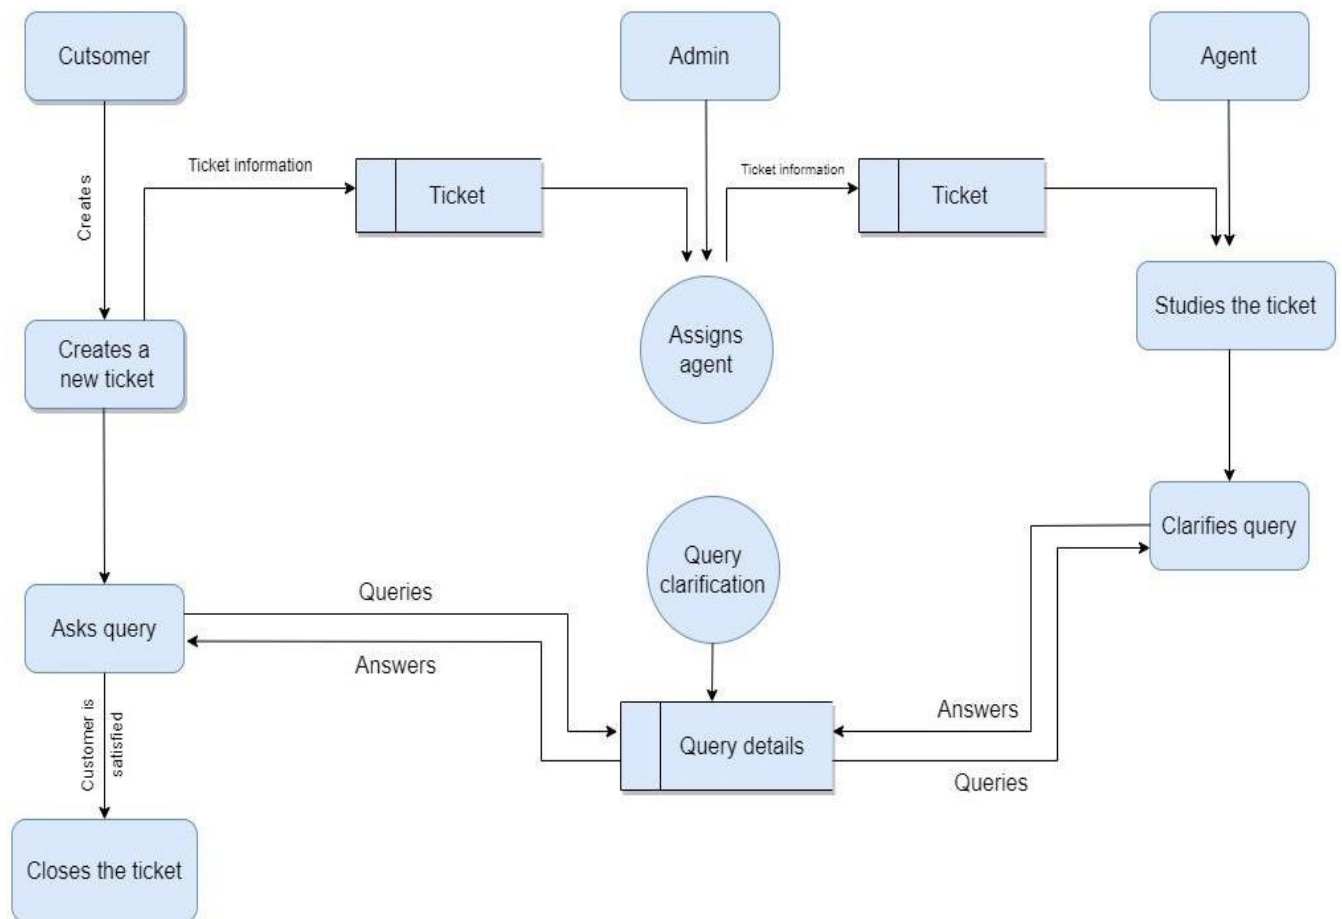 Cutsomer
Admin
Agent
Creates
Ticket information
Ticket
Ticket information
Ticket
Creates a
new ticket
Assigns
agent
Studies the ticket
Query
clarification
Clarifies query
Asks query
Queries
Answers
Customer is
satisfied
Query details
Answers
Queries
Closes the ticket